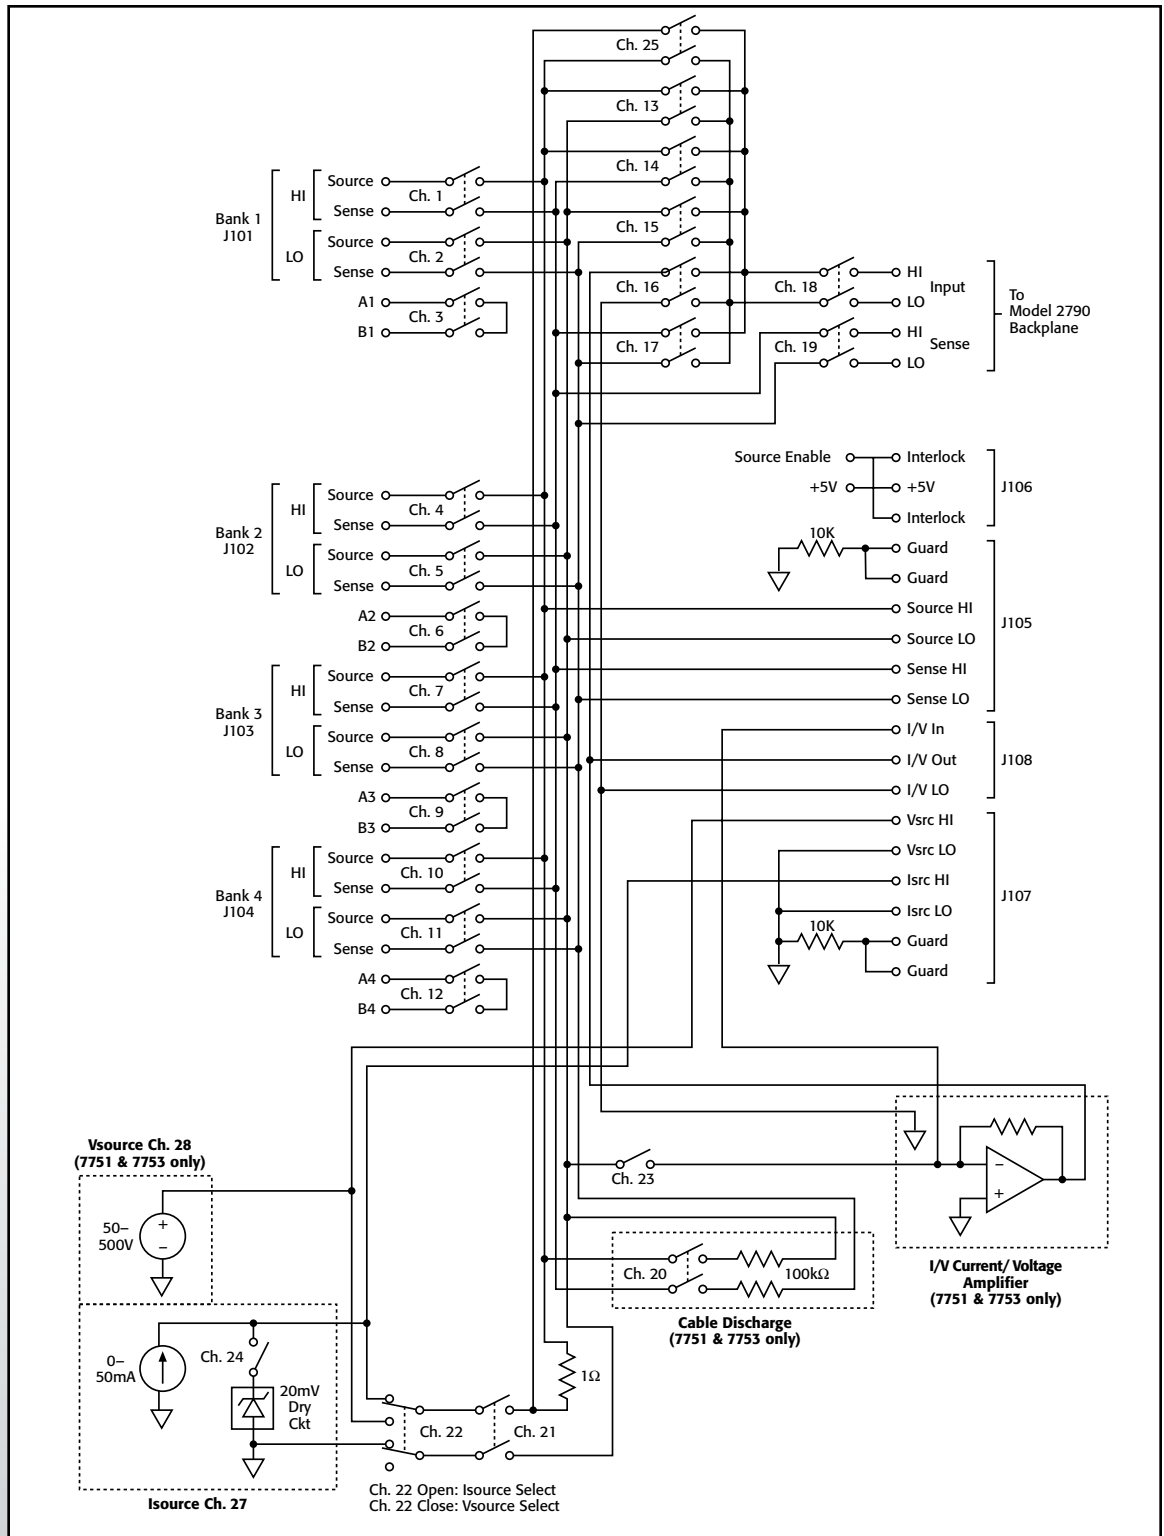 Ch. 25
Ch. 13
Ch. 14
Ch. 15
Ch. 16
Ch. 17
Bank 1
J101
HI
Source
Sense
LO
Source
Sense
Ch. 1
Ch. 2
A1
B1
Ch. 3
Ch. 18
Ch. 19
HI
Input
LO
HI
Sense
LO
To
Model 2790
Backplane
Bank 2
J102
HI
Source
Sense
LO
Source
Sense
Ch. 4
Ch. 5
A2
B2
Ch. 6
Source Enable
Interlock
+5V
+5V
Interlock
J106
10K
Guard
Guard
Source HI
Source LO
Sense HI
Sense LO
J105
Bank 3
J103
HI
Source
Sense
LO
Source
Sense
Ch. 7
Ch. 8
A3
B3
Ch. 9
I/V In
I/V Out
I/V LO
J108
Bank 4
J104
HI
Source
Sense
LO
Source
Sense
Ch. 10
Ch. 11
A4
B4
Ch. 12
Vsrc HI
Vsrc LO
Isrc HI
Isrc LO
10K
Guard
Guard
J107
Vsource Ch. 28
(7751 & 7753 only)
50–
500V
+
–
Ch. 23
–
+
I/V Current/ Voltage
Amplifier
(7751 & 7753 only)
Ch. 20
100kΩ
Cable Discharge
(7751 & 7753 only)
0–
50mA
Ch. 24
20mV
Dry
Ckt
Isource Ch. 27
1Ω
Ch. 22
Ch. 21
Ch. 22 Open: Isource Select
Ch. 22 Close: Vsource Select